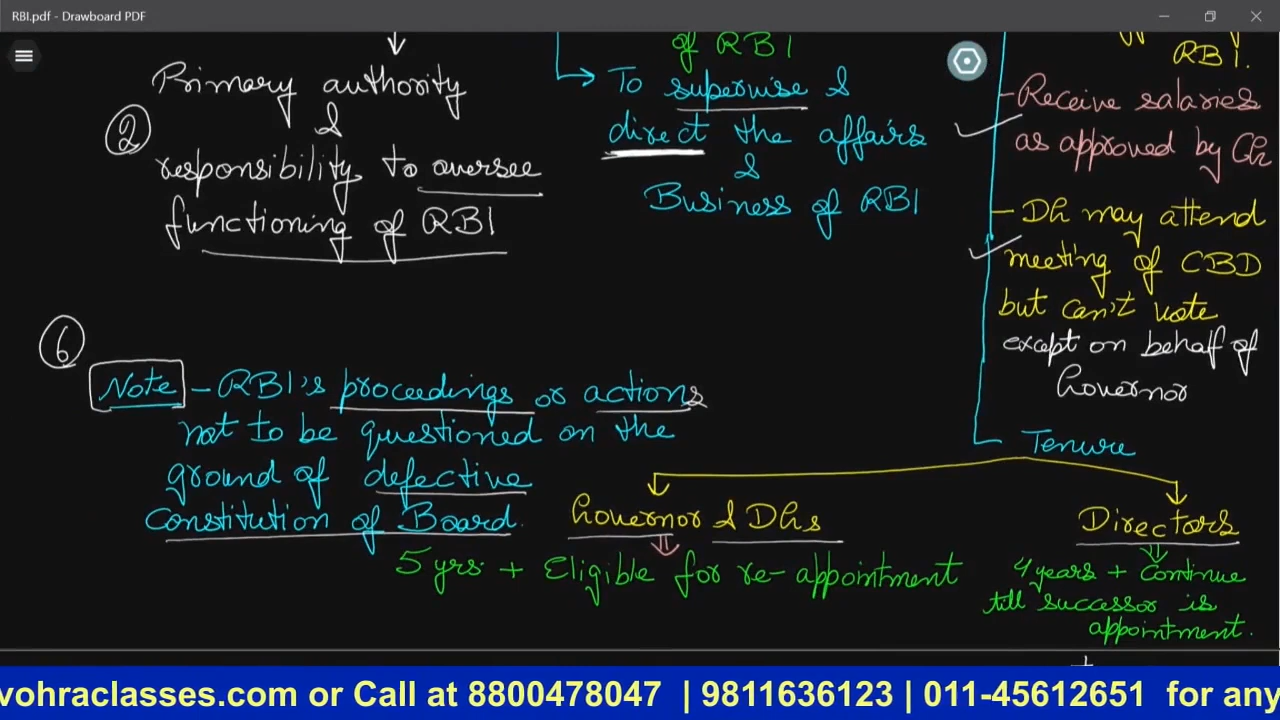 RBI.pdf - Drawboard PDF
Primary authority
&
② responsibility to oversee
functioning of RBI
of RBI
To supervise &
direct the affairs
&
Business of RBI
RBI.
- Receive salaries
as approved by CG
- DG may attend
meeting of CBD
but can't vote
except on behalf of
Governor
Tenure
⑥
Note - RBI's proceedings or actions
not to be questioned on the
ground of defective
Constitution of Board.
Governor & DGs
5 yrs. + Eligible for re-appointment
Directors
4 years + Continue
till successor is
appointment.
vohraclasses.com or Call at 8800478047 | 9811636123 | 011-45612651 for any